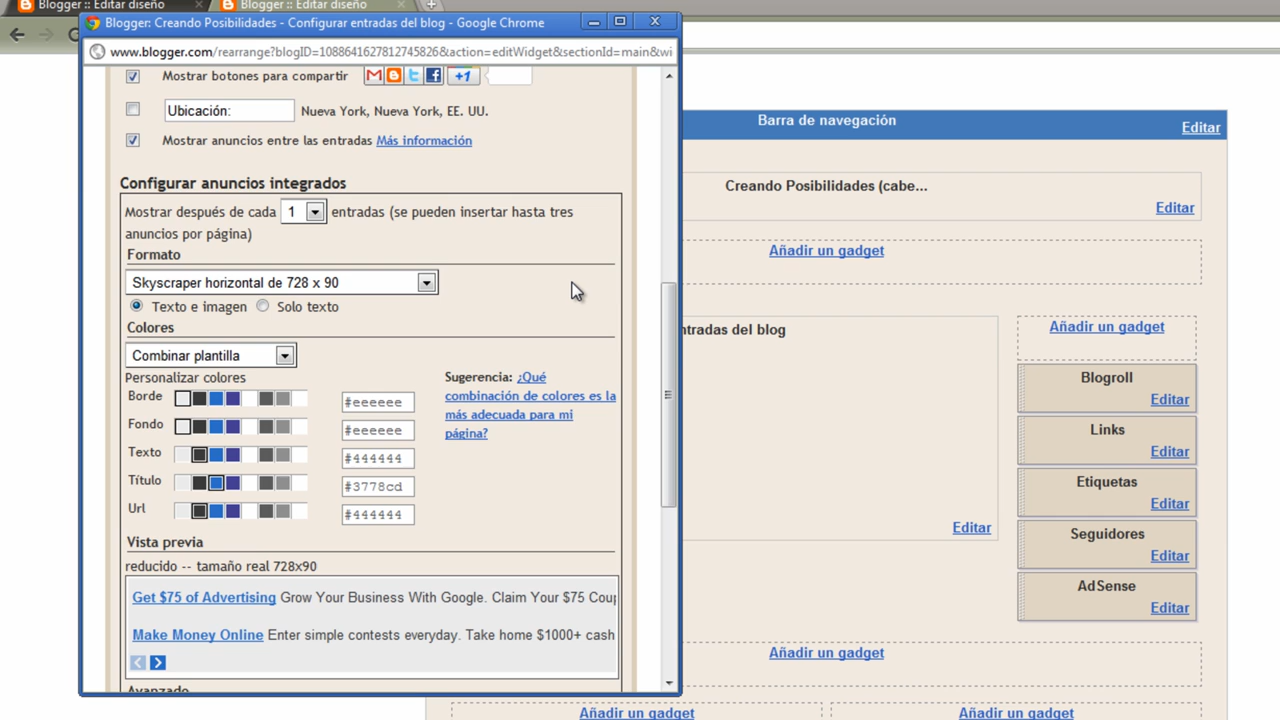 Blogger :: Editar diseño
Blogger :: Editar diseño
Blogger: Creando Posibilidades - Configurar entradas del blog - Google Chrome
www.blogger.com/rearrange?blogID=1088641627812745826&action=editWidget&sectionId=main&wi
Mostrar botones para compartir
+1
Ubicación:
Nueva York, Nueva York, EE. UU.
Mostrar anuncios entre las entradas Más información
Configurar anuncios integrados
Mostrar después de cada 1 entradas (se pueden insertar hasta tres
anuncios por página)
Formato
Skyscraper horizontal de 728 x 90
Texto e imagen Solo texto
Colores
Combinar plantilla
Personalizar colores
Borde #eeeeee
Fondo #eeeeee
Texto #444444
Título #3778cd
Url #444444
Sugerencia: ¿Qué
combinación de colores es la
más adecuada para mi
página?
Vista previa
reducido -- tamaño real 728x90
Get $75 of Advertising Grow Your Business With Google. Claim Your $75 Coup
Make Money Online Enter simple contests everyday. Take home $1000+ cash
Avanzado
Barra de navegación
Editar
Creando Posibilidades (cabe...
Editar
Añadir un gadget
ntradas del blog
Editar
Añadir un gadget
Blogroll
Editar
Links
Editar
Etiquetas
Editar
Seguidores
Editar
AdSense
Editar
Añadir un gadget
Añadir un gadget
Añadir un gadget